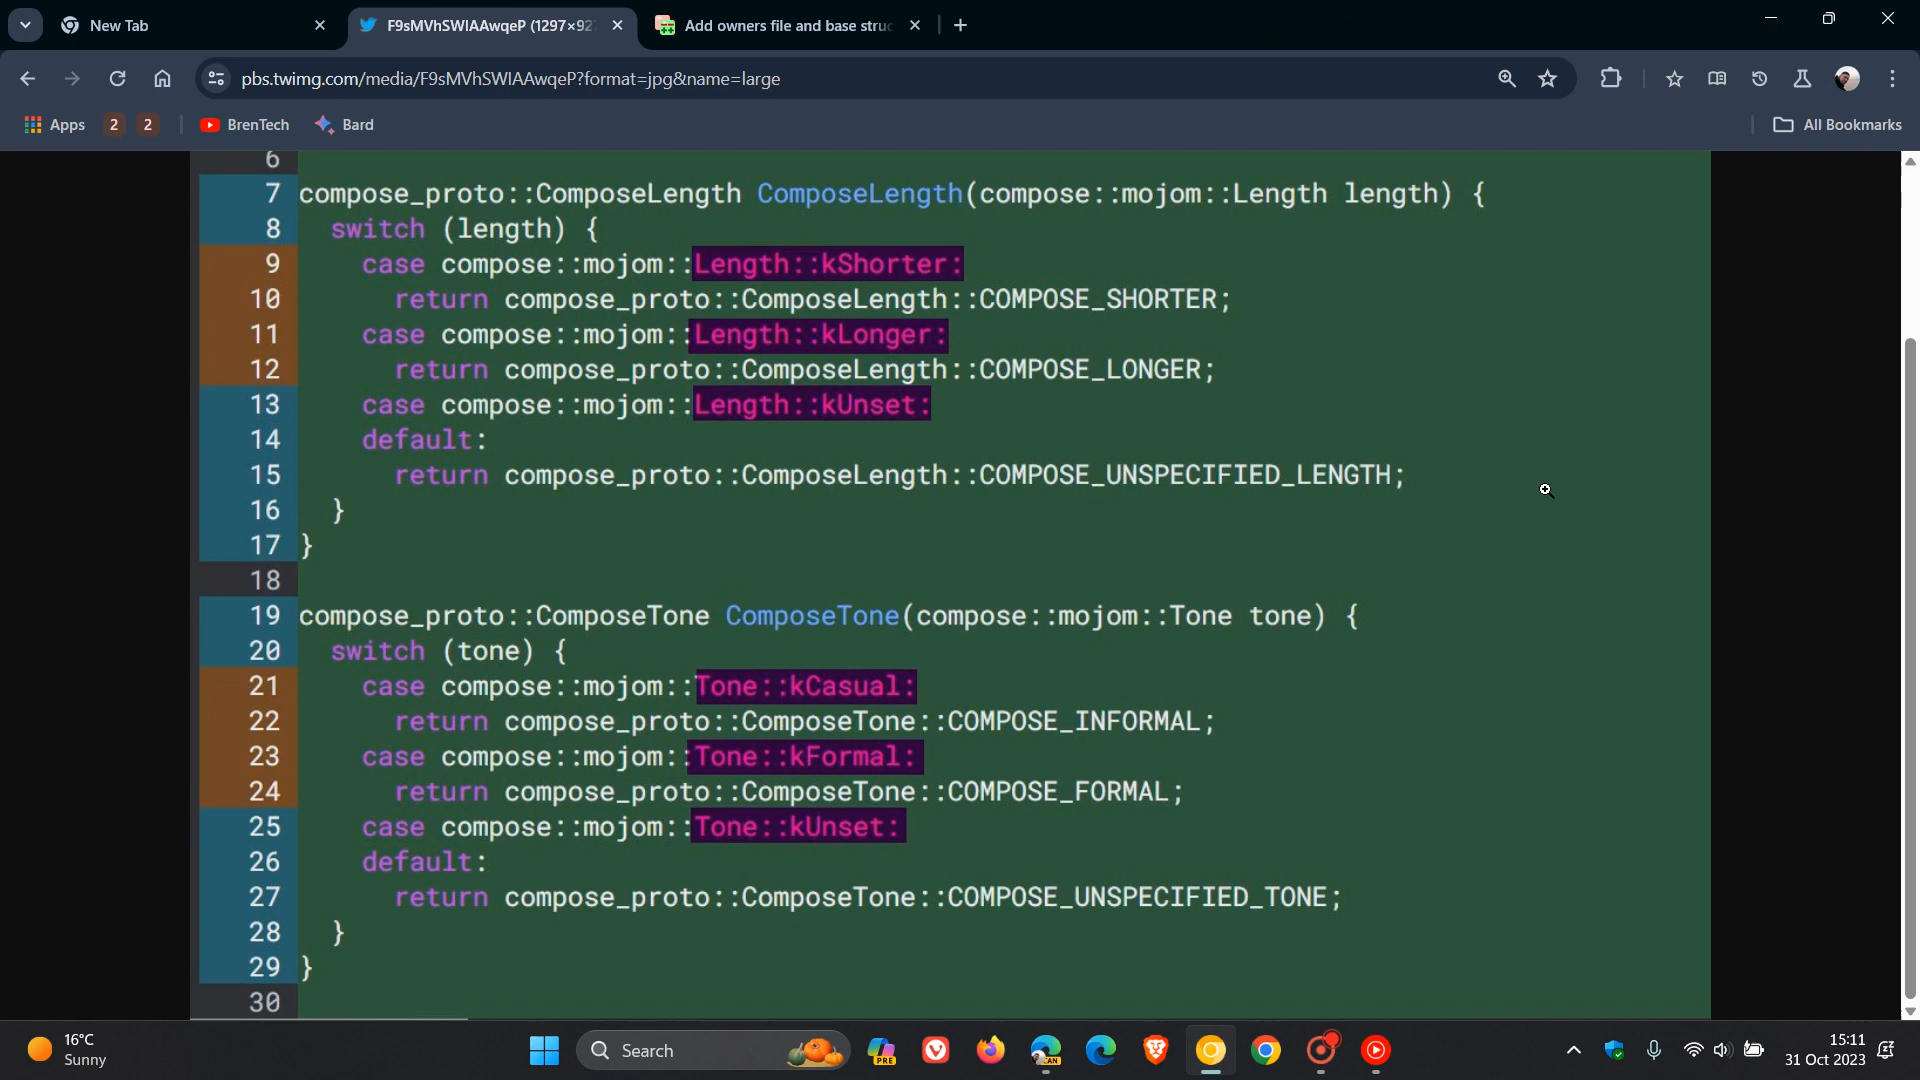 New Tab
F9sMVhSWIAAwqeP (1297×92
Add owners file and base struc
pbs.twimg.com/media/F9sMVhSWIAAwqeP?format=jpg&name=large
Apps
2
2
BrenTech
Bard
All Bookmarks
6
7 compose_proto::ComposeLength ComposeLength(compose::mojom::Length length) {
8 switch (length) {
9 case compose::mojom::Length::kShorter:
10 return compose_proto::ComposeLength::COMPOSE_SHORTER;
11 case compose::mojom::Length::kLonger:
12 return compose_proto::ComposeLength::COMPOSE_LONGER;
13 case compose::mojom::Length::kUnset:
14 default:
15 return compose_proto::ComposeLength::COMPOSE_UNSPECIFIED_LENGTH;
16 }
17 }
18
19 compose_proto::ComposeTone ComposeTone(compose::mojom::Tone tone) {
20 switch (tone) {
21 case compose::mojom::Tone::kCasual:
22 return compose_proto::ComposeTone::COMPOSE_INFORMAL;
23 case compose::mojom::Tone::kFormal:
24 return compose_proto::ComposeTone::COMPOSE_FORMAL;
25 case compose::mojom::Tone::kUnset:
26 default:
27 return compose_proto::ComposeTone::COMPOSE_UNSPECIFIED_TONE;
28 }
29 }
30
16°C
Sunny
Search
PRE
CAN
15:11
31 Oct 2023